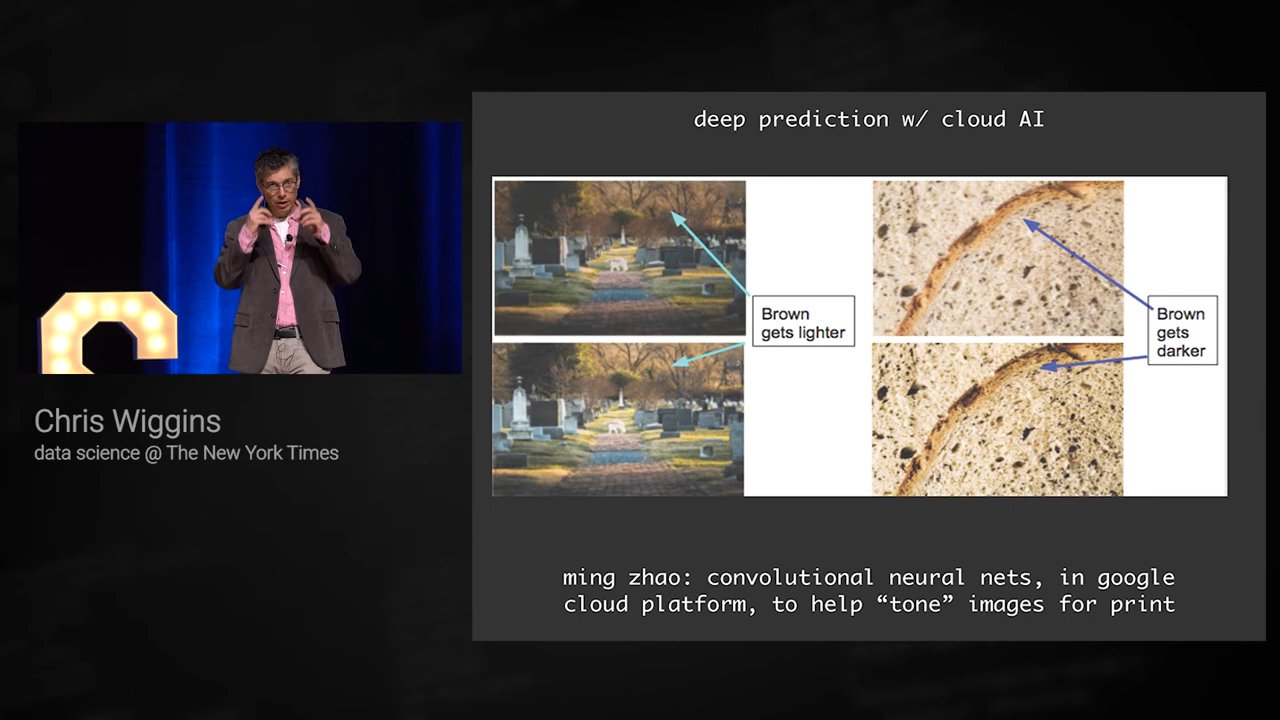 deep prediction w/ cloud AI
Brown
gets lighter
Brown
gets
darker
Chris Wiggins
data science @ The New York Times
ming zhao: convolutional neural nets, in google
cloud platform, to help “tone” images for print